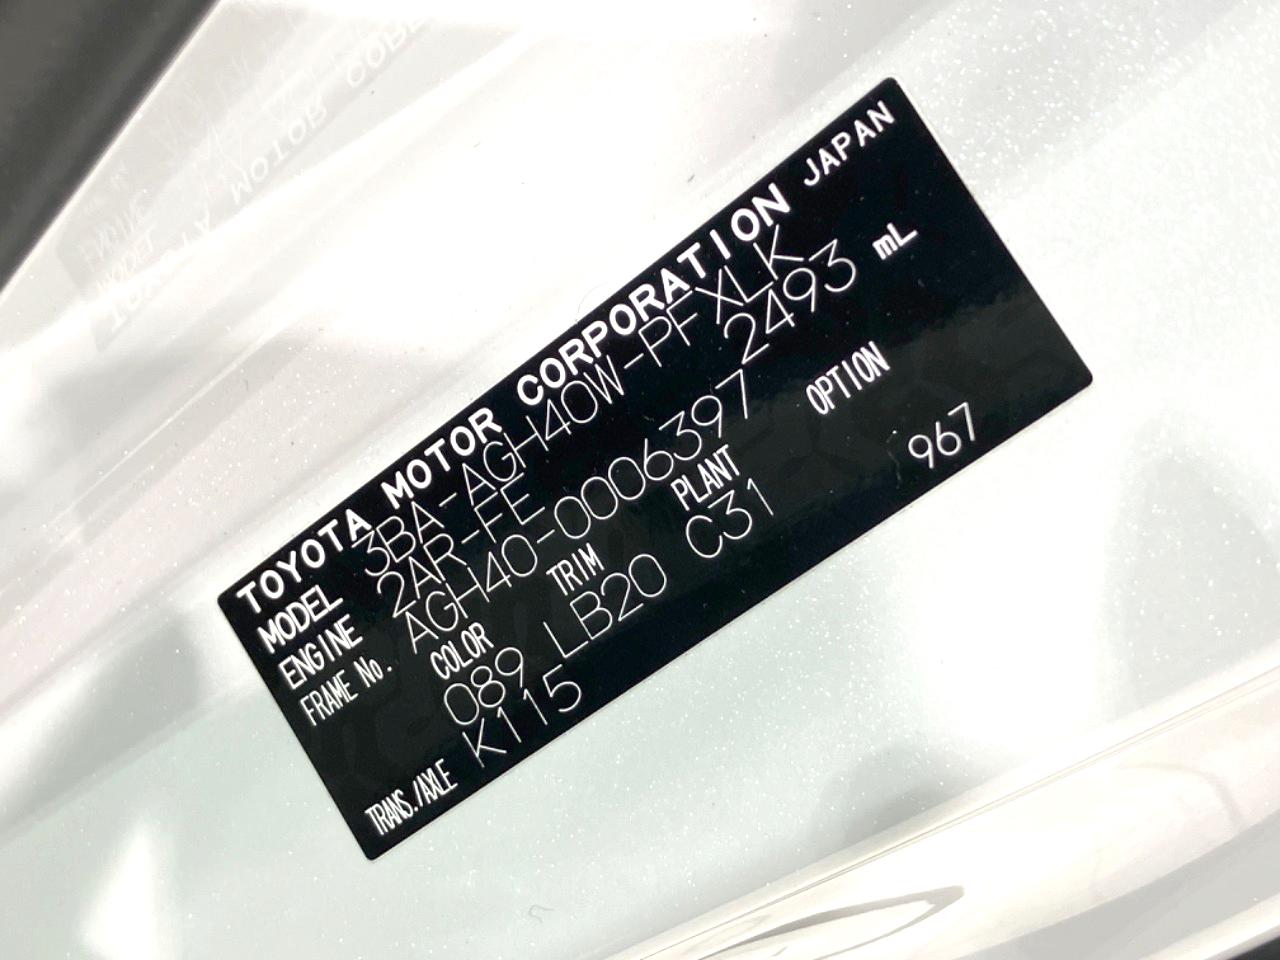 TOYOTA MOTOR CORPORATION JAPAN
MODEL 3BA-AGH40W-PFXLK
ENGINE 2AR-FE 2493 mL
FRAME No. AGH40-0006397
COLOR TRIM PLANT OPTION
089 LB20 C31 967
TRANS./AXLE K115